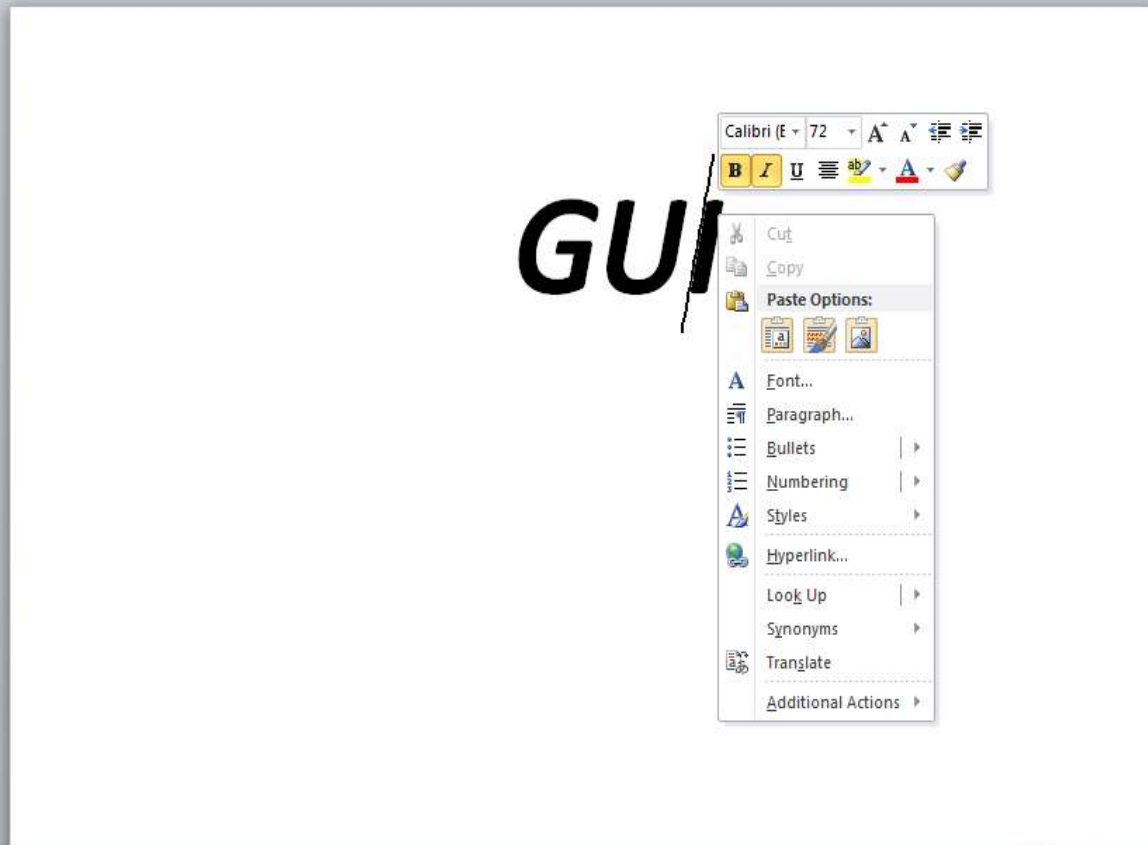 Calibri (E 72
B I U
GUI
Cut
Copy
Paste Options:
Font...
Paragraph...
Bullets
Numbering
Styles
Hyperlink...
Look Up
Synonyms
Translate
Additional Actions